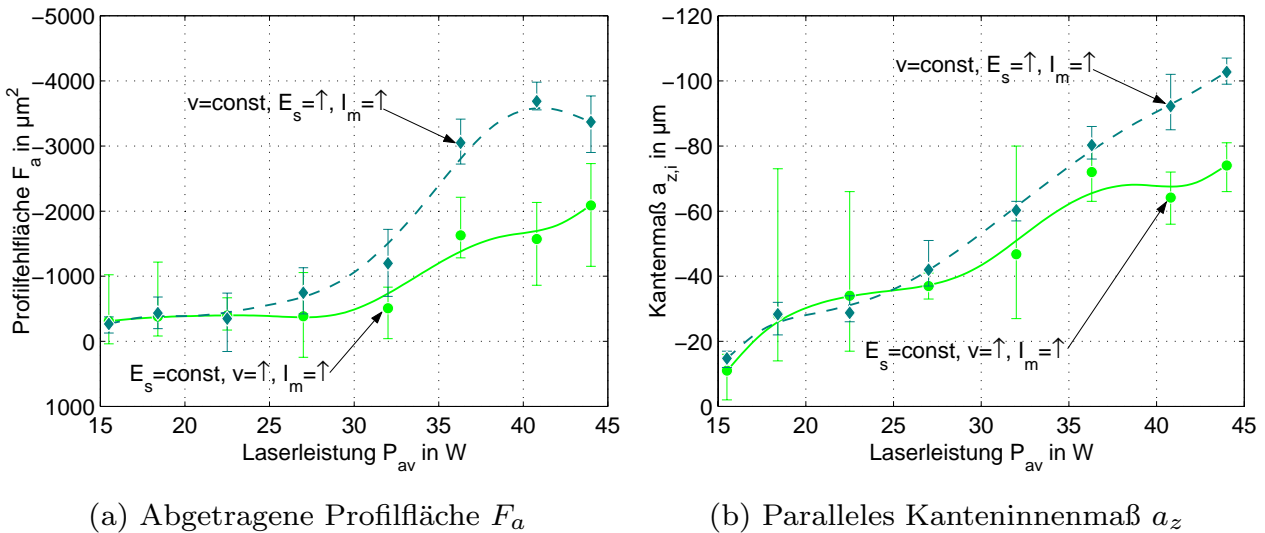 −5000
−4000
−3000
−2000
−1000
0
1000
Profilfehlfläche F_a in µm²
v=const, E_s=↑, I_m=↑
E_s=const, v=↑, I_m=↑
15 20 25 30 35 40 45
Laserleistung P_av in W
(a) Abgetragene Profilfläche F_a
−120
−100
−80
−60
−40
−20
0
Kantenmaß a_z,i in µm
v=const, E_s=↑, I_m=↑
E_s=const, v=↑, I_m=↑
15 20 25 30 35 40 45
Laserleistung P_av in W
(b) Paralleles Kanteninnenmaß a_z